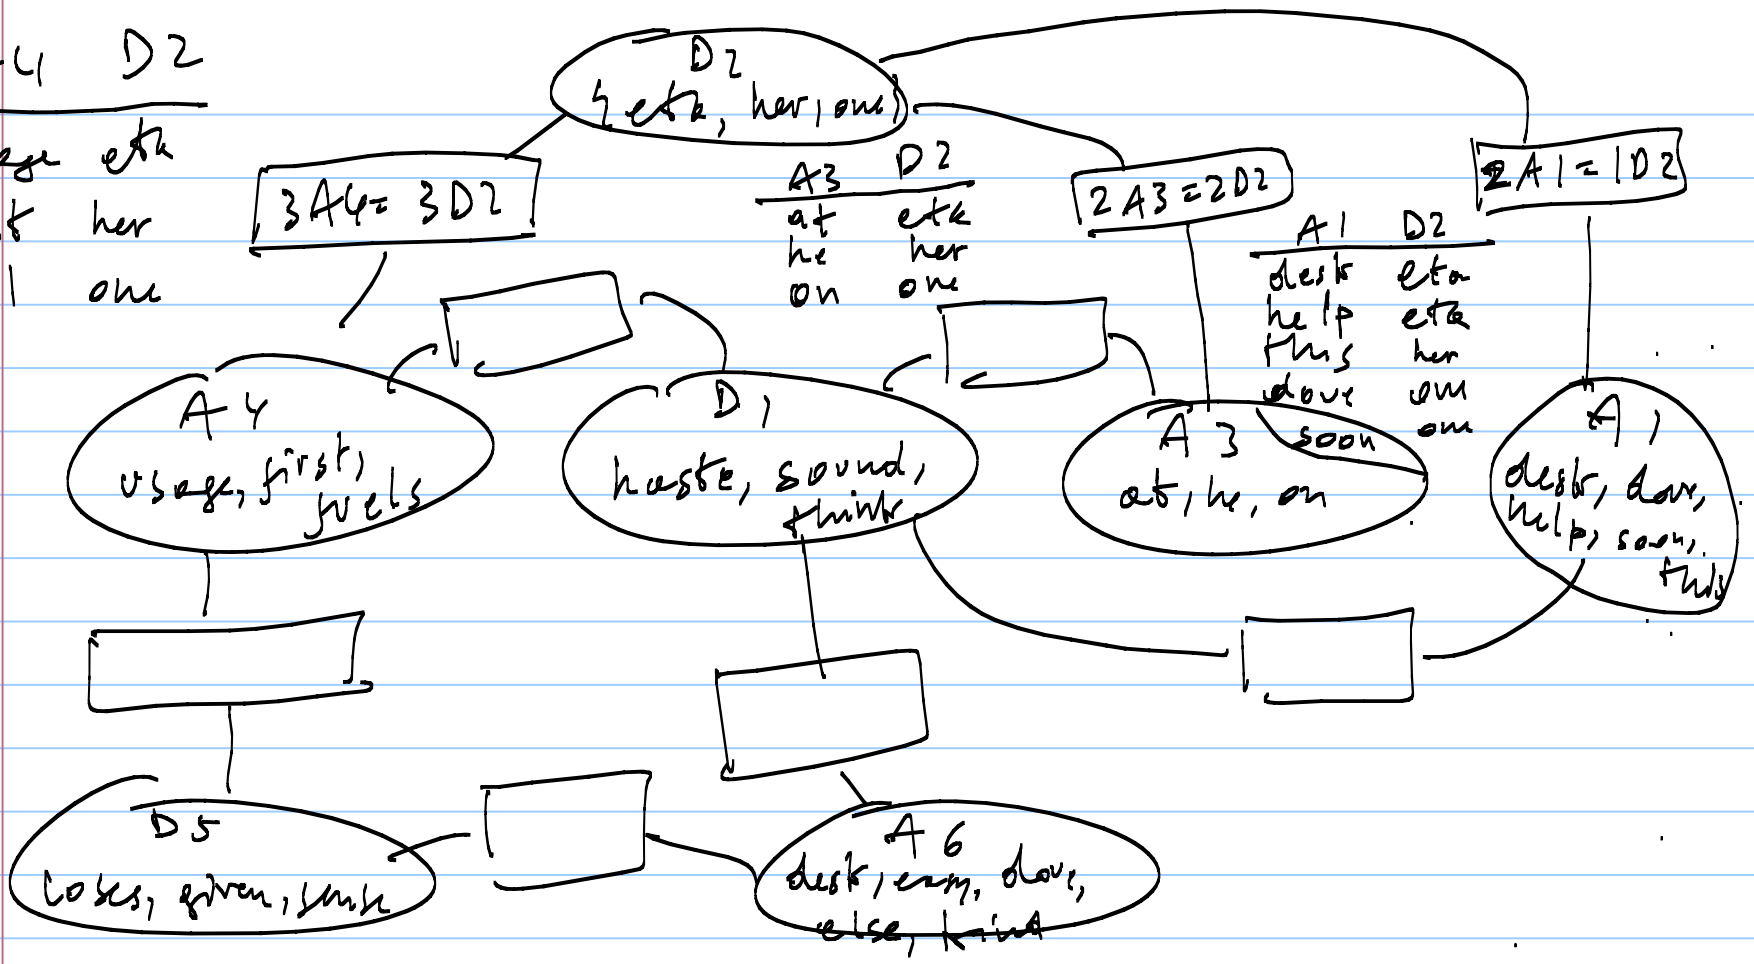 4 D2
etk
her
one
D2
{ etk, her, one}
3A4 = 3D2
A3 D2
at etk
he her
on one
2A3 = 2D2
2A1 = 1D2
A1 D2
desk eta
help etk
this her
dove one
soon one
A4
usage, first,
fuels
D1
haste, sound,
think
A3
at, he, on
A1
desk, dove,
help, soon,
this
D5
loses, given, sense
A6
desk, easy, dove,
else, kind